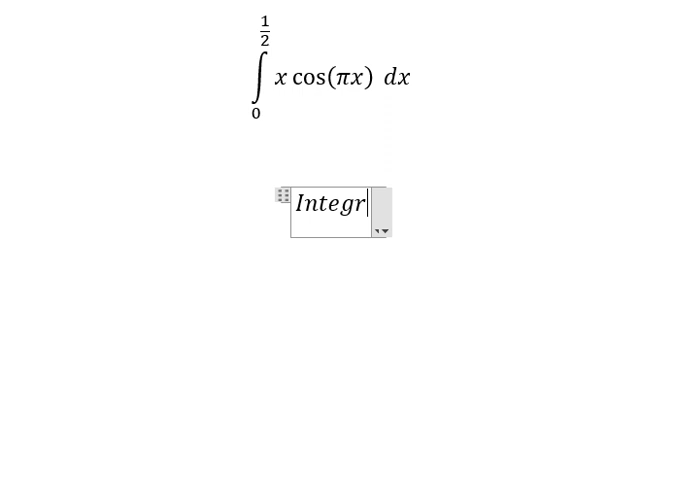 ∫₀^{1/2} x cos(πx) dx
Integr